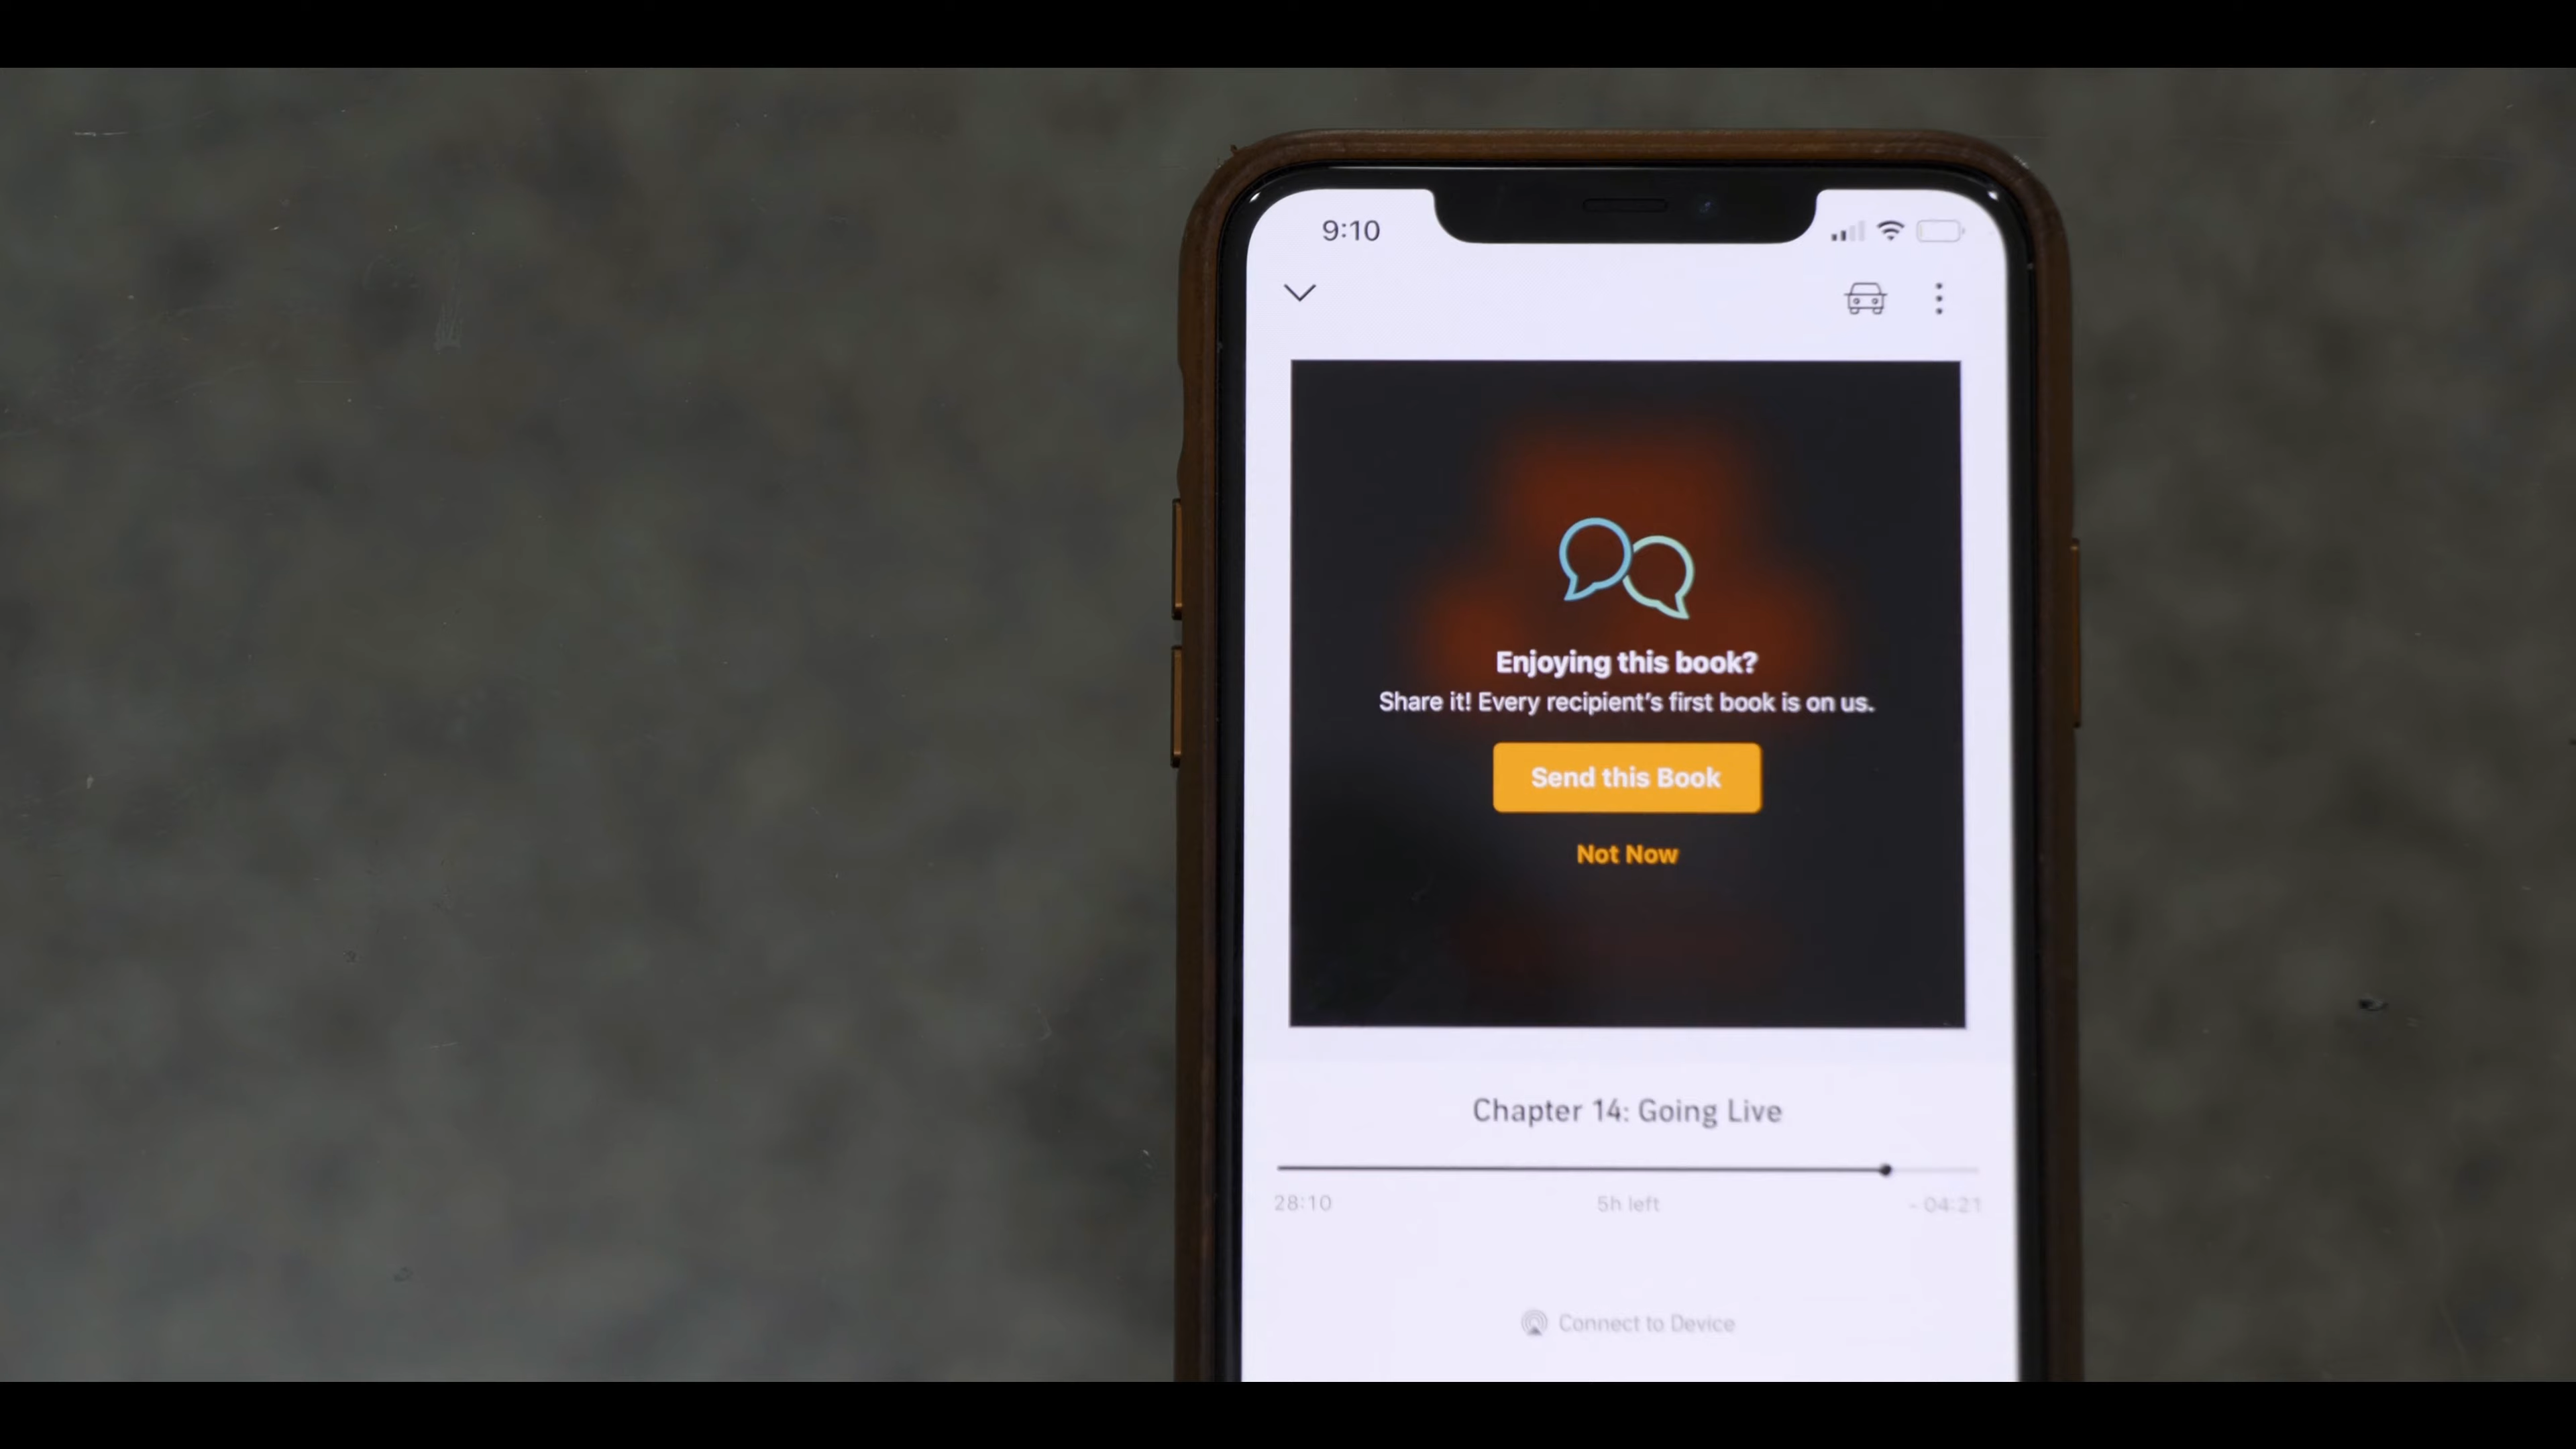 9:10
Enjoying this book?
Share it! Every recipient's first book is on us.
Send this Book
Not Now
Chapter 14: Going Live
28:10
5h left
- 04:21
Connect to Device